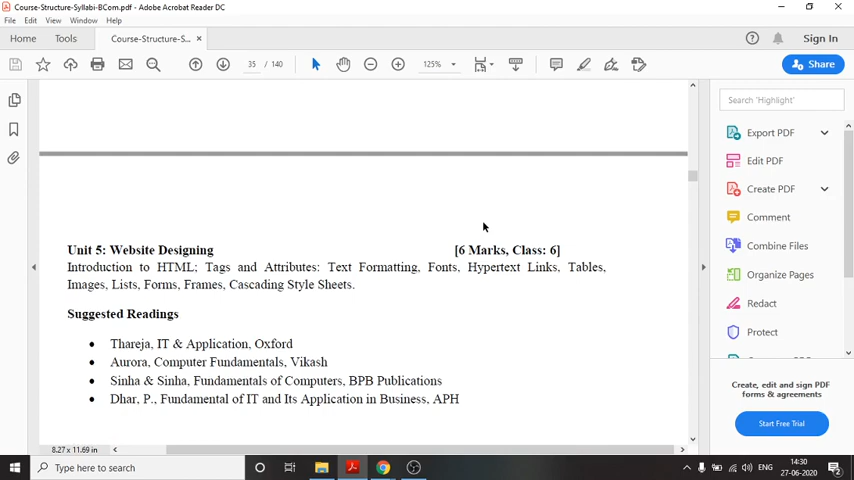 Course-Structure-Syllabi-BCom.pdf - Adobe Acrobat Reader DC
File Edit View Window Help
Home Tools Course-Structure-S... × Sign In
35 / 140 125% Share
Search 'Highlight'
Export PDF
Edit PDF
Create PDF
Comment
Combine Files
Organize Pages
Redact
Protect
Unit 5: Website Designing [6 Marks, Class: 6]
Introduction to HTML; Tags and Attributes: Text Formatting, Fonts, Hypertext Links, Tables,
Images, Lists, Forms, Frames, Cascading Style Sheets.
Suggested Readings
• Thareja, IT & Application, Oxford
• Aurora, Computer Fundamentals, Vikash
• Sinha & Sinha, Fundamentals of Computers, BPB Publications
• Dhar, P., Fundamental of IT and Its Application in Business, APH
Create, edit and sign PDF
forms & agreements
Start Free Trial
8.27 x 11.69 in
Type here to search
ENG
14:30
27-06-2020
2